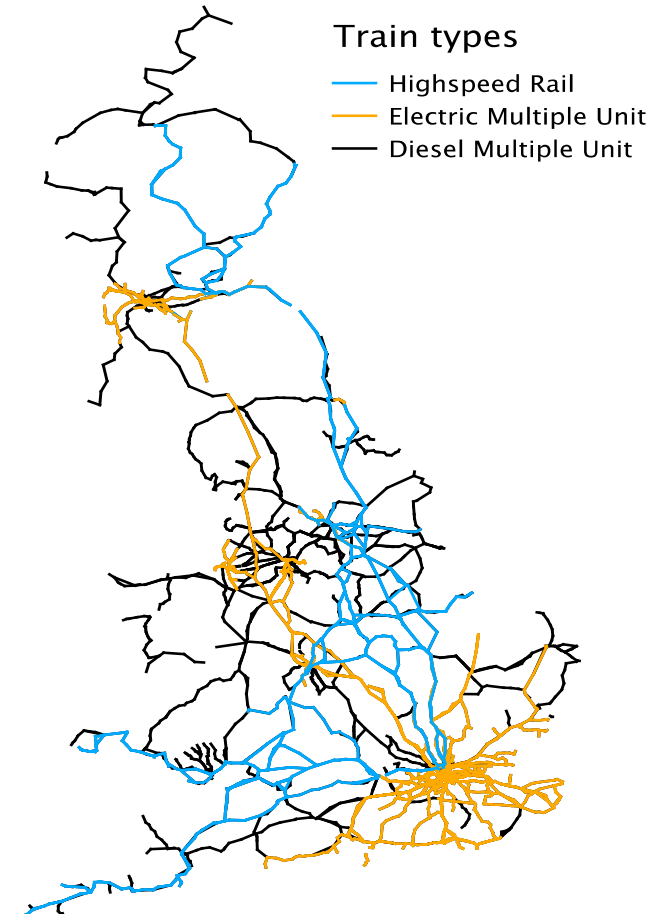 Train types
Highspeed Rail
Electric Multiple Unit
Diesel Multiple Unit